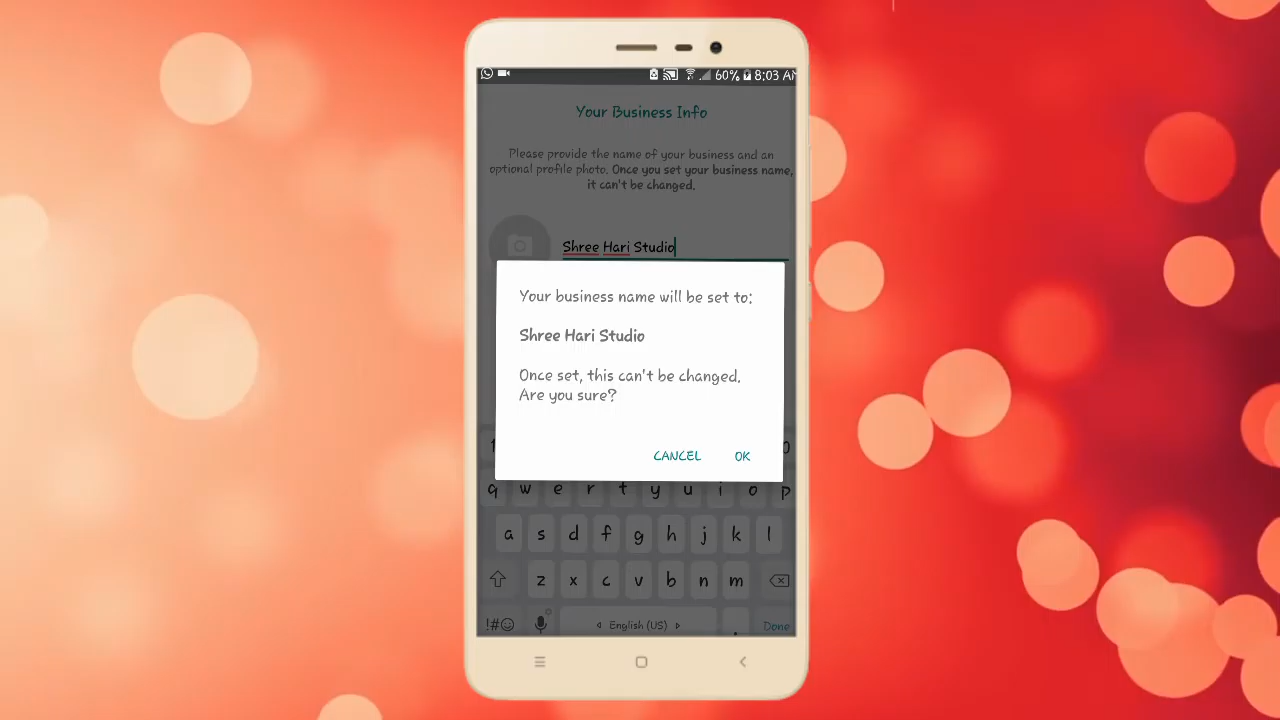 60% 8:03 AM
Your Business Info
Please provide the name of your business and an
optional profile photo. Once you set your business name,
it can't be changed.
Shree Hari Studio
Your business name will be set to:
Shree Hari Studio
Once set, this can't be changed.
Are you sure?
CANCEL OK
q w e r t y u i o p
a s d f g h j k l
z x c v b n m
!#☺ English (US) . Done